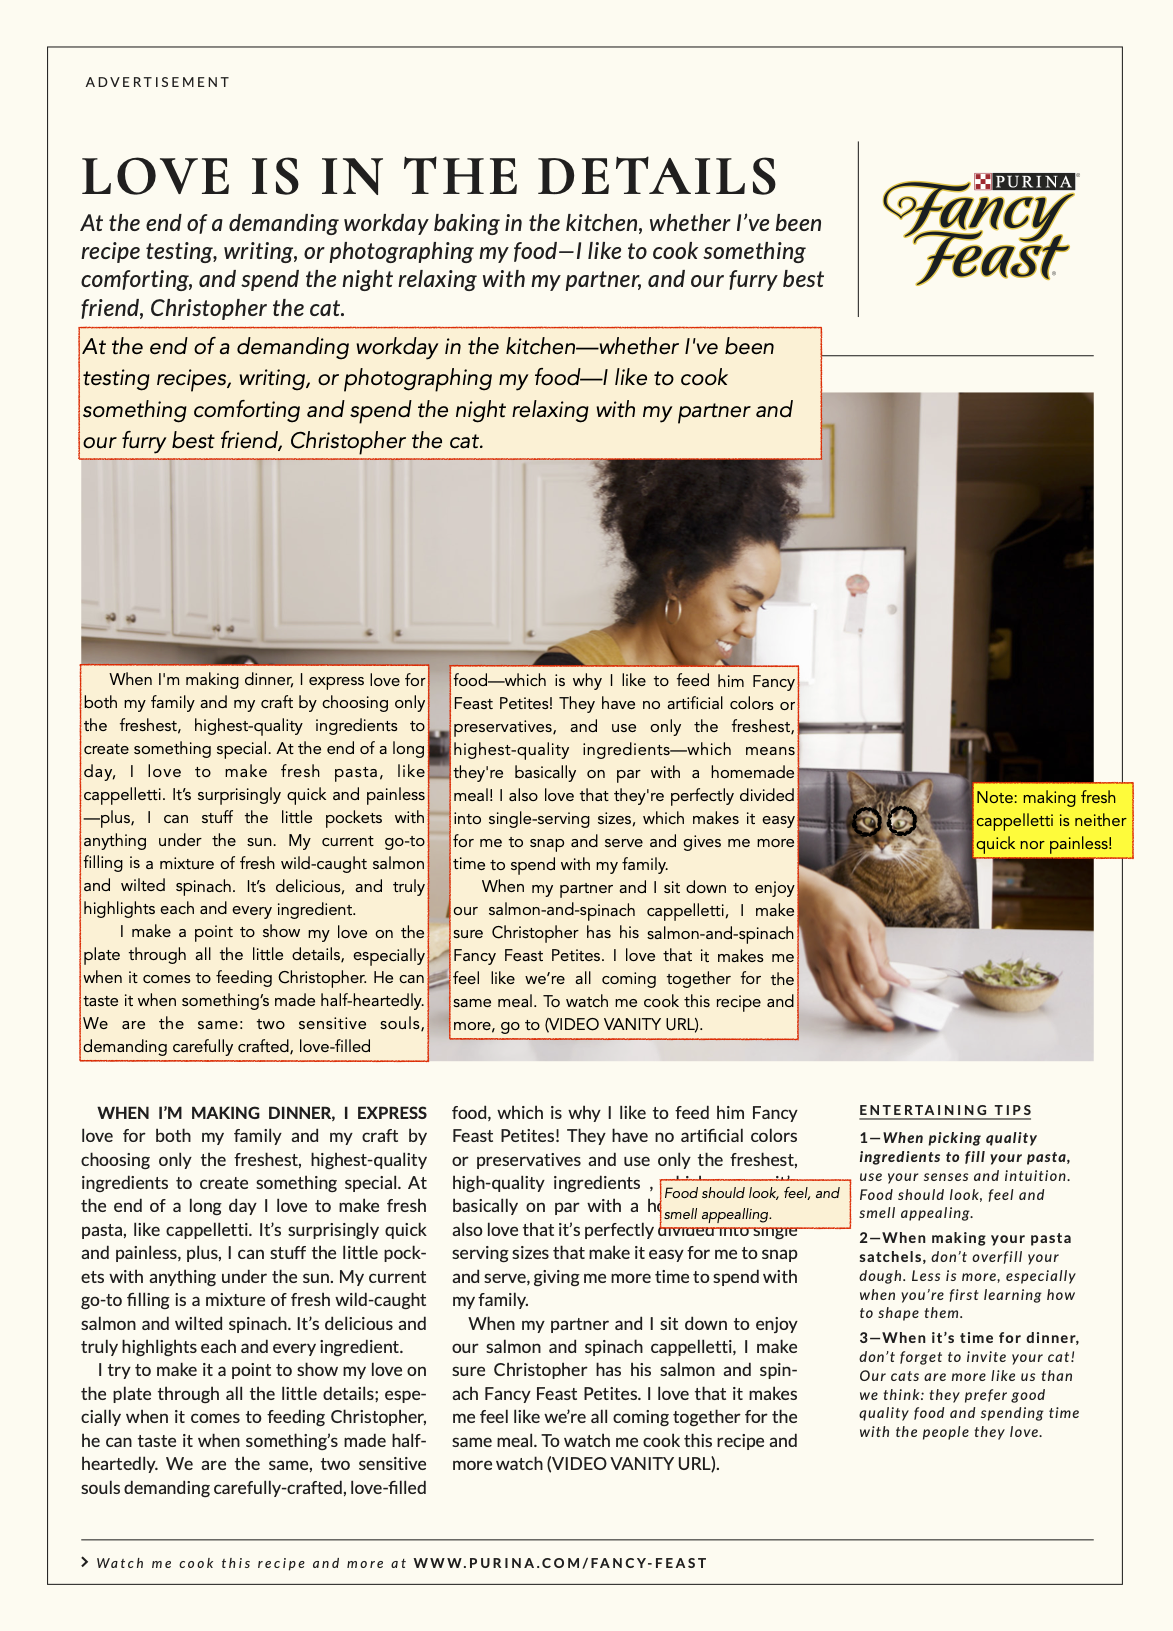 ADVERTISEMENT
LOVE IS IN THE DETAILS
At the end of a demanding workday baking in the kitchen, whether I've been
recipe testing, writing, or photographing my food—I like to cook something
comforting, and spend the night relaxing with my partner, and our furry best
friend, Christopher the cat.
PURINA
Fancy
Feast
At the end of a demanding workday in the kitchen—whether I've been
testing recipes, writing, or photographing my food—I like to cook
something comforting and spend the night relaxing with my partner and
our furry best friend, Christopher the cat.
When I'm making dinner, I express love for
both my family and my craft by choosing only
the freshest, highest-quality ingredients to
create something special. At the end of a long
day, I love to make fresh pasta, like
cappelletti. It's surprisingly quick and painless
—plus, I can stuff the little pockets with
anything under the sun. My current go-to
filling is a mixture of fresh wild-caught salmon
and wilted spinach. It's delicious, and truly
highlights each and every ingredient.
I make a point to show my love on the
plate through all the little details, especially
when it comes to feeding Christopher. He can
taste it when something's made half-heartedly.
We are the same: two sensitive souls,
demanding carefully crafted, love-filled
food—which is why I like to feed him Fancy
Feast Petites! They have no artificial colors or
preservatives, and use only the freshest,
highest-quality ingredients—which means
they're basically on par with a homemade
meal! I also love that they're perfectly divided
into single-serving sizes, which makes it easy
for me to snap and serve and gives me more
time to spend with my family.
When my partner and I sit down to enjoy
our salmon-and-spinach cappelletti, I make
sure Christopher has his salmon-and-spinach
Fancy Feast Petites. I love that it makes me
feel like we're all coming together for the
same meal. To watch me cook this recipe and
more, go to (VIDEO VANITY URL).
Note: making fresh
cappelletti is neither
quick nor painless!
WHEN I'M MAKING DINNER, I EXPRESS
love for both my family and my craft by
choosing only the freshest, highest-quality
ingredients to create something special. At
the end of a long day I love to make fresh
pasta, like cappelletti. It's surprisingly quick
and painless, plus, I can stuff the little pock-
ets with anything under the sun. My current
go-to filling is a mixture of fresh wild-caught
salmon and wilted spinach. It's delicious and
truly highlights each and every ingredient.
I try to make it a point to show my love on
the plate through all the little details; espe-
cially when it comes to feeding Christopher,
he can taste it when something's made half-
heartedly. We are the same, two sensitive
souls demanding carefully-crafted, love-filled
food, which is why I like to feed him Fancy
Feast Petites! They have no artificial colors
or preservatives and use only the freshest,
high-quality ingredients ,
basically on par with a
also love that it's perfectly divided into single
serving sizes that make it easy for me to snap
and serve, giving me more time to spend with
my family.
When my partner and I sit down to enjoy
our salmon and spinach cappelletti, I make
sure Christopher has his salmon and spin-
ach Fancy Feast Petites. I love that it makes
me feel like we're all coming together for the
same meal. To watch me cook this recipe and
more watch (VIDEO VANITY URL).
Food should look, feel, and
smell appealling.
ENTERTAINING TIPS
1—When picking quality
ingredients to fill your pasta,
use your senses and intuition.
Food should look, feel and
smell appealing.
2—When making your pasta
satchels, don't overfill your
dough. Less is more, especially
when you're first learning how
to shape them.
3—When it's time for dinner,
don't forget to invite your cat!
Our cats are more like us than
we think: they prefer good
quality food and spending time
with the people they love.
Watch me cook this recipe and more at WWW.PURINA.COM/FANCY-FEAST